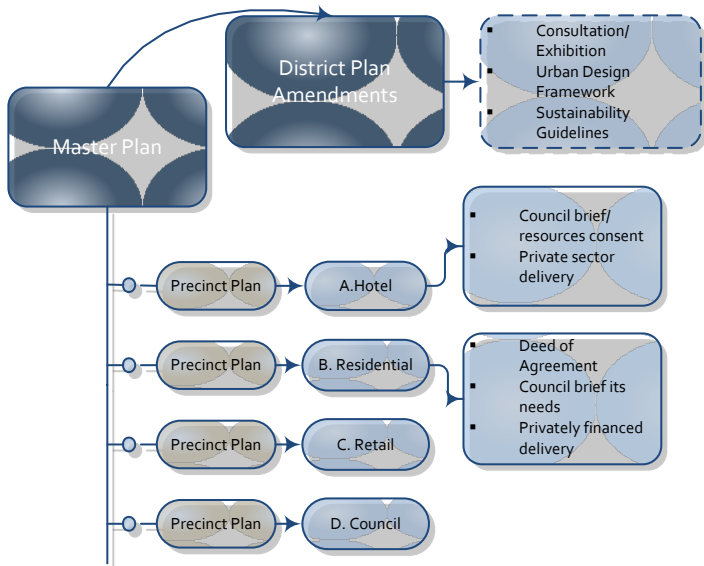 Master Plan
District Plan
Amendments
▪ Consultation/
Exhibition
▪ Urban Design
Framework
▪ Sustainability
Guidelines
Precinct Plan
A.Hotel
▪ Council brief/
resources consent
▪ Private sector
delivery
Precinct Plan
B. Residential
▪ Deed of
Agreement
▪ Council brief its
needs
▪ Privately financed
delivery
Precinct Plan
C. Retail
Precinct Plan
D. Council